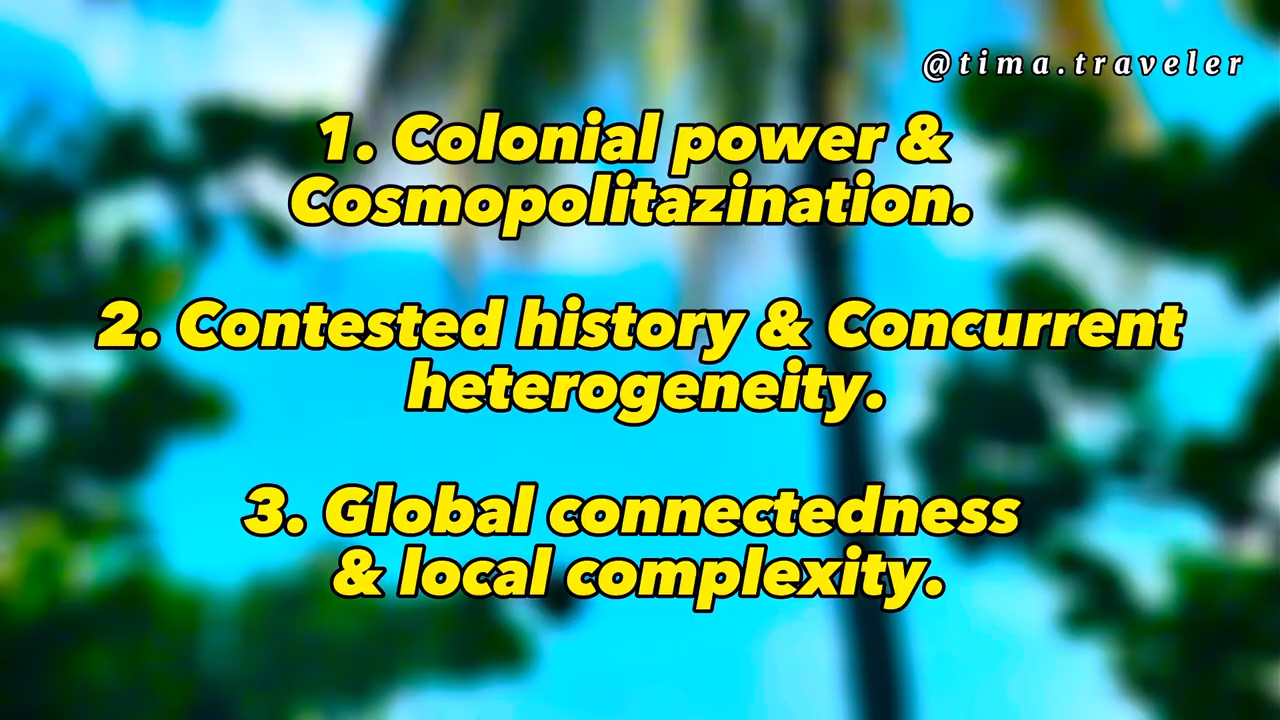 @tima.traveler
1. Colonial power &
Cosmopolitazination.
2. Contested history & Concurrent
heterogeneity.
3. Global connectedness
& local complexity.